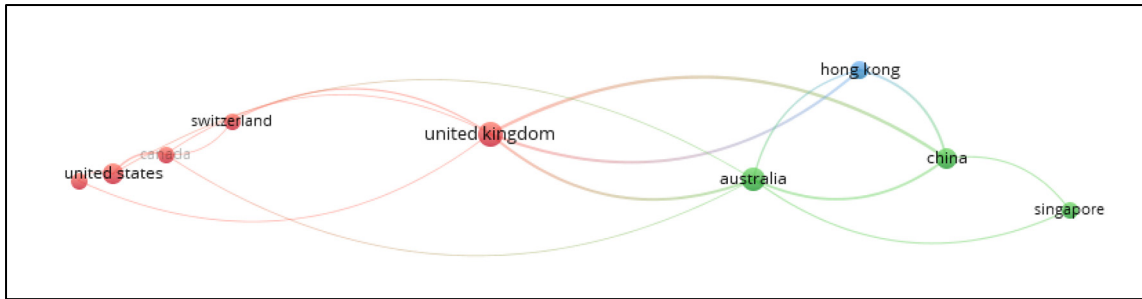 hong kong
switzerland
united kingdom
canada
china
united states
australia
singapore